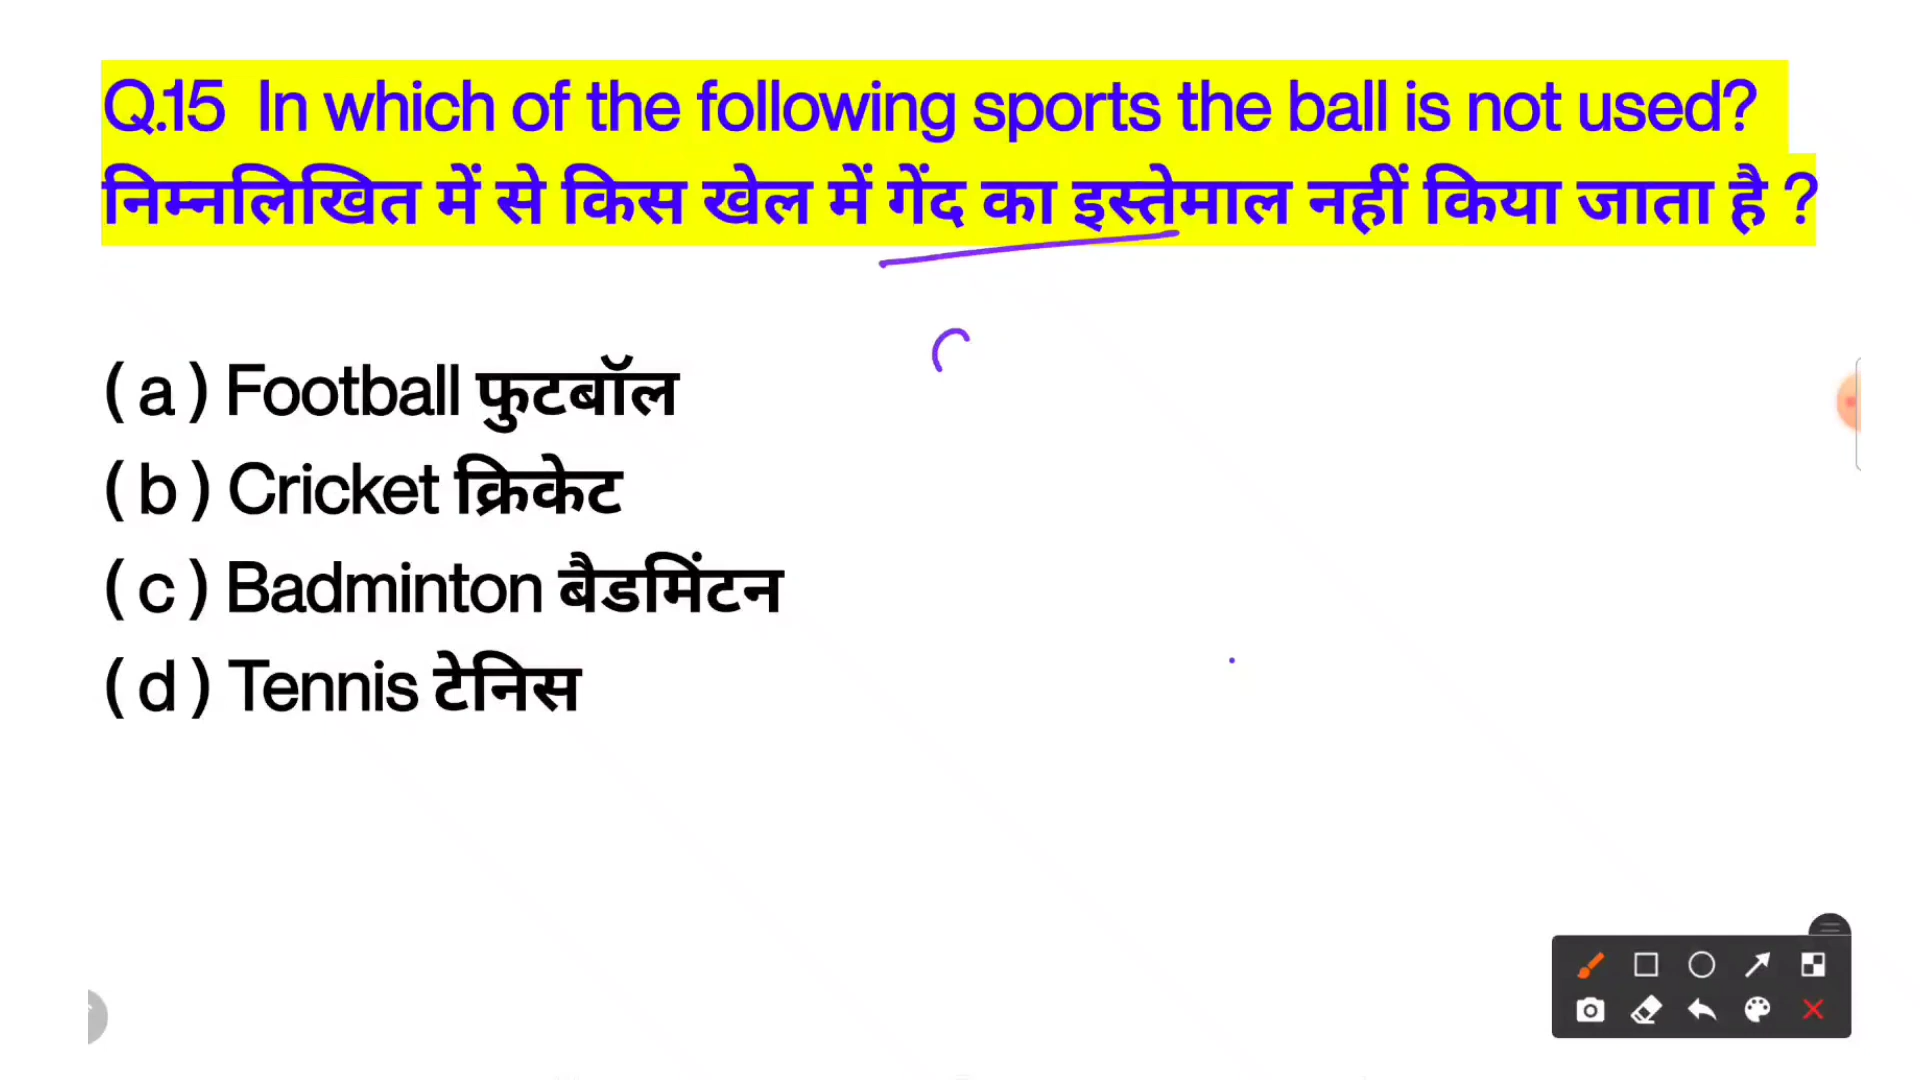 Q.15 In which of the following sports the ball is not used?
निम्नलिखित में से किस खेल में गेंद का इस्तेमाल नहीं किया जाता है ?
( a ) Football फुटबॉल
( b ) Cricket क्रिकेट
( c ) Badminton बैडमिंटन
( d ) Tennis टेनिस